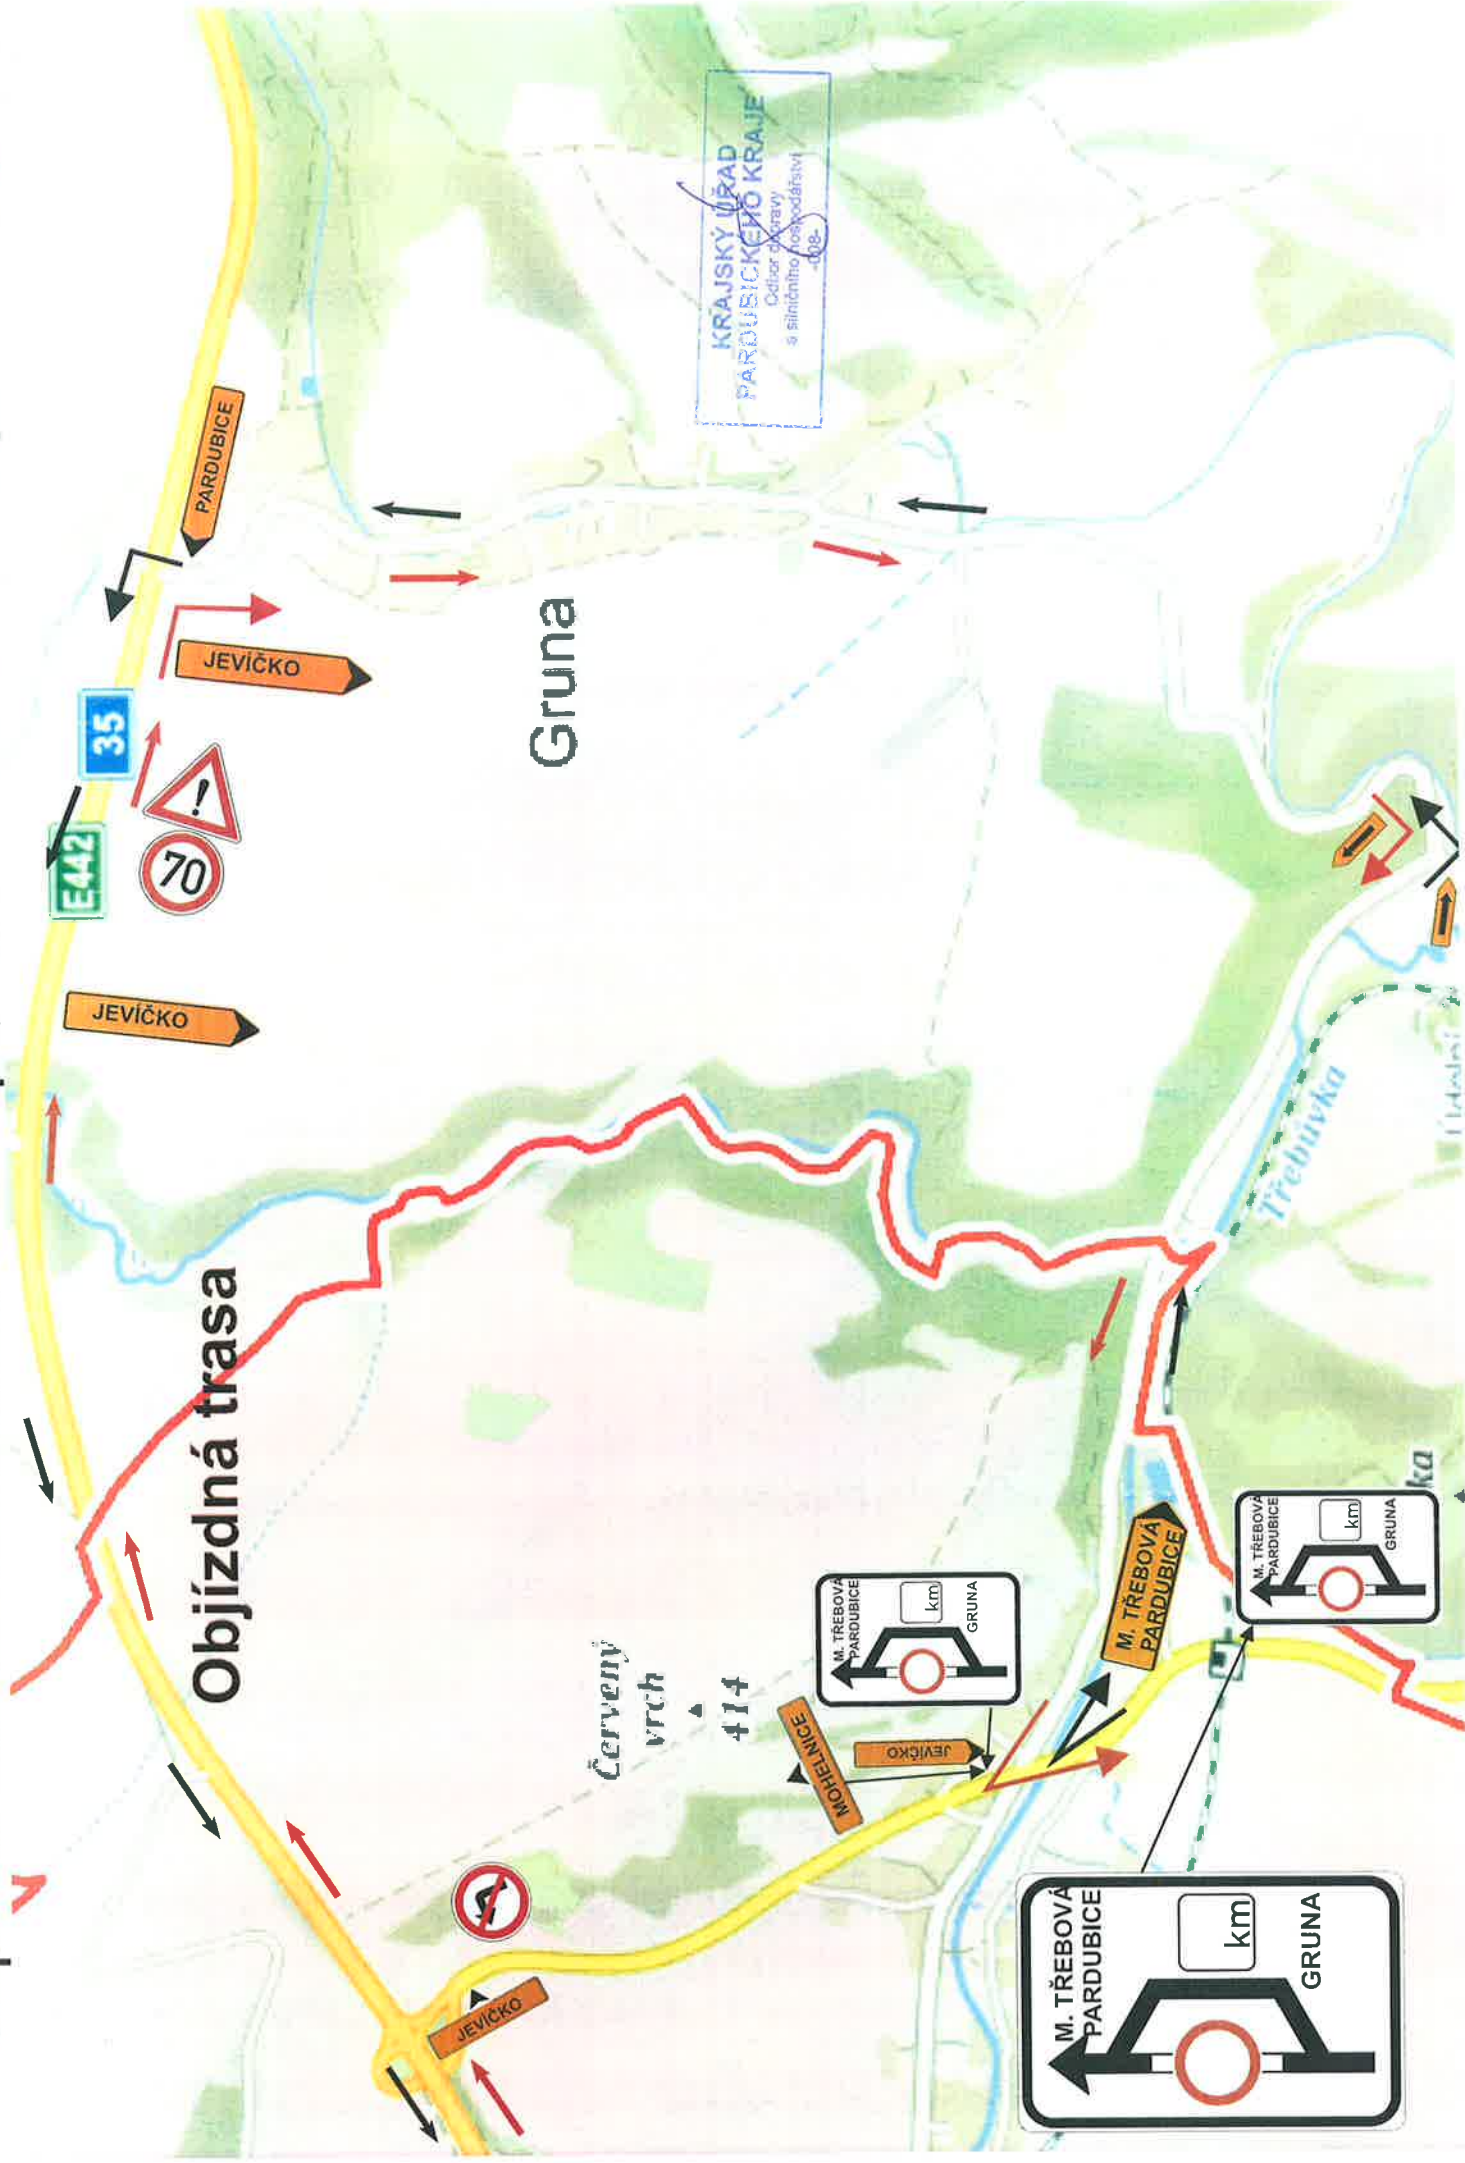 Objízdná trasa
E442
35
JEVÍČKO
70
JEVÍČKO
PARDUBICE
Gruna
KRAJSKÝ ÚŘAD
PARDUBICKÉHO KRAJE
Odbor dopravy
a silničního hospodářství
-008-
Červený
vrch
414
JEVÍČKO
MOHELNICE
JEVÍČKO
M. TŘEBOVÁ
PARDUBICE
km
GRUNA
M. TŘEBOVÁ
PARDUBICE
Třebůvka
M. TŘEBOVÁ
PARDUBICE
km
GRUNA
M. TŘEBOVÁ
PARDUBICE
km
GRUNA
ka